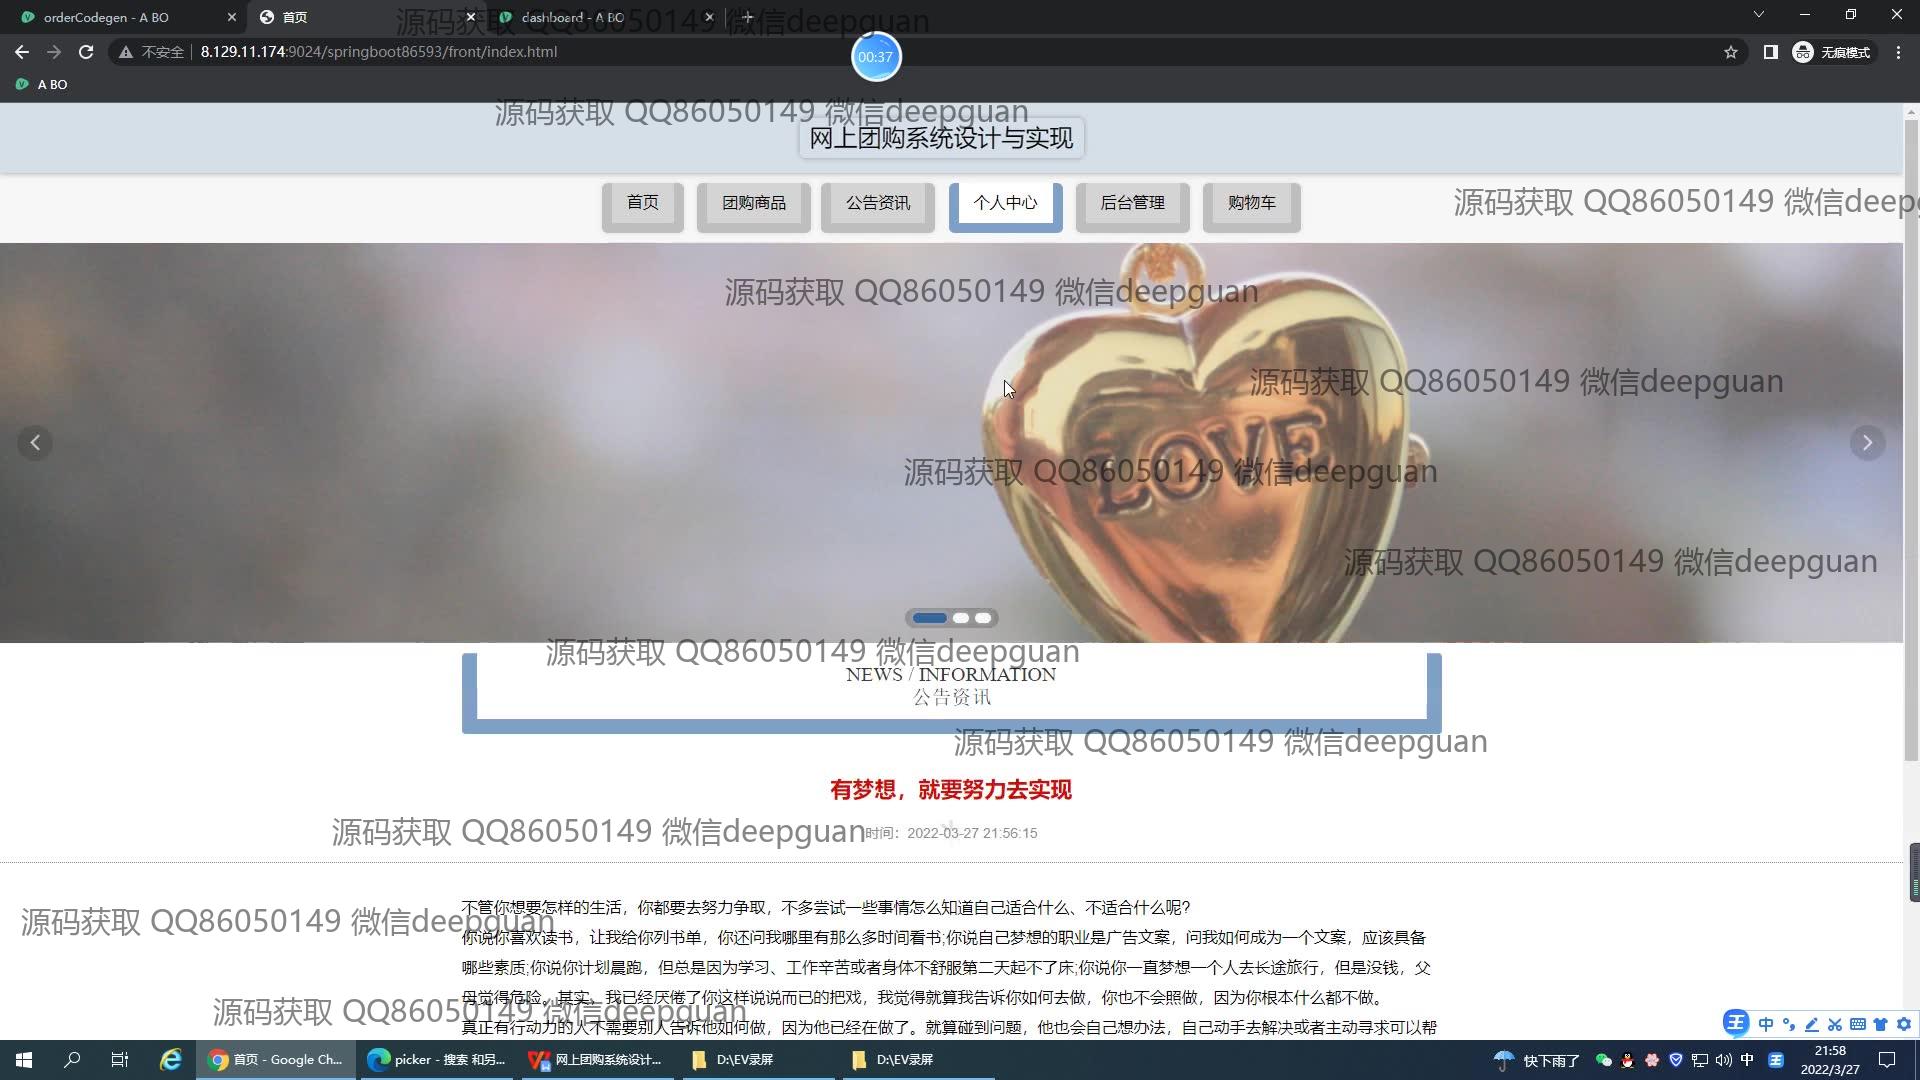 orderCodegen - A BO
首页
dashboard - A BO
源码获取 QQ86050149 微信deepguan
不安全
8.129.11.174:9024/springboot86593/front/index.html
00:37
无痕模式
A BO
源码获取 QQ86050149 微信deepguan
网上团购系统设计与实现
首页
团购商品
公告资讯
个人中心
后台管理
购物车
源码获取 QQ86050149 微信deepg
源码获取 QQ86050149 微信deepguan
LOVE
源码获取 QQ86050149 微信deepguan
源码获取 QQ86050149 微信deepguan
源码获取 QQ86050149 微信deepguan
源码获取 QQ86050149 微信deepguan
NEWS / INFORMATION
公告资讯
源码获取 QQ86050149 微信deepguan
有梦想，就要努力去实现
源码获取 QQ86050149 微信deepguan
时间：2022-03-27 21:56:15
不管你想要怎样的生活，你都要去努力争取，不多尝试一些事情怎么知道自己适合什么、不适合什么呢?
源码获取 QQ86050149 微信deepguan
你说你喜欢读书，让我给你列书单，你还问我哪里有那么多时间看书;你说自己梦想的职业是广告文案，问我如何成为一个文案，应该具备
哪些素质;你说你计划晨跑，但总是因为学习、工作辛苦或者身体不舒服第二天起不了床;你说你一直梦想一个人去长途旅行，但是没钱，父
母觉得危险。其实，我已经厌倦了你这样说说而已的把戏，我觉得就算我告诉你如何去做，你也不会照做，因为你根本什么都不做。
源码获取 QQ86050149 微信deepguan
真正有行动力的人不需要别人告诉他如何做，因为他已经在做了。就算碰到问题，他也会自己想办法，自己动手去解决或者主动寻求可以帮
王 中
首页 - Google Ch...
picker - 搜索 和另...
网上团购系统设计...
D:\EV录屏
D:\EV录屏
快下雨了
中
王
21:58
2022/3/27